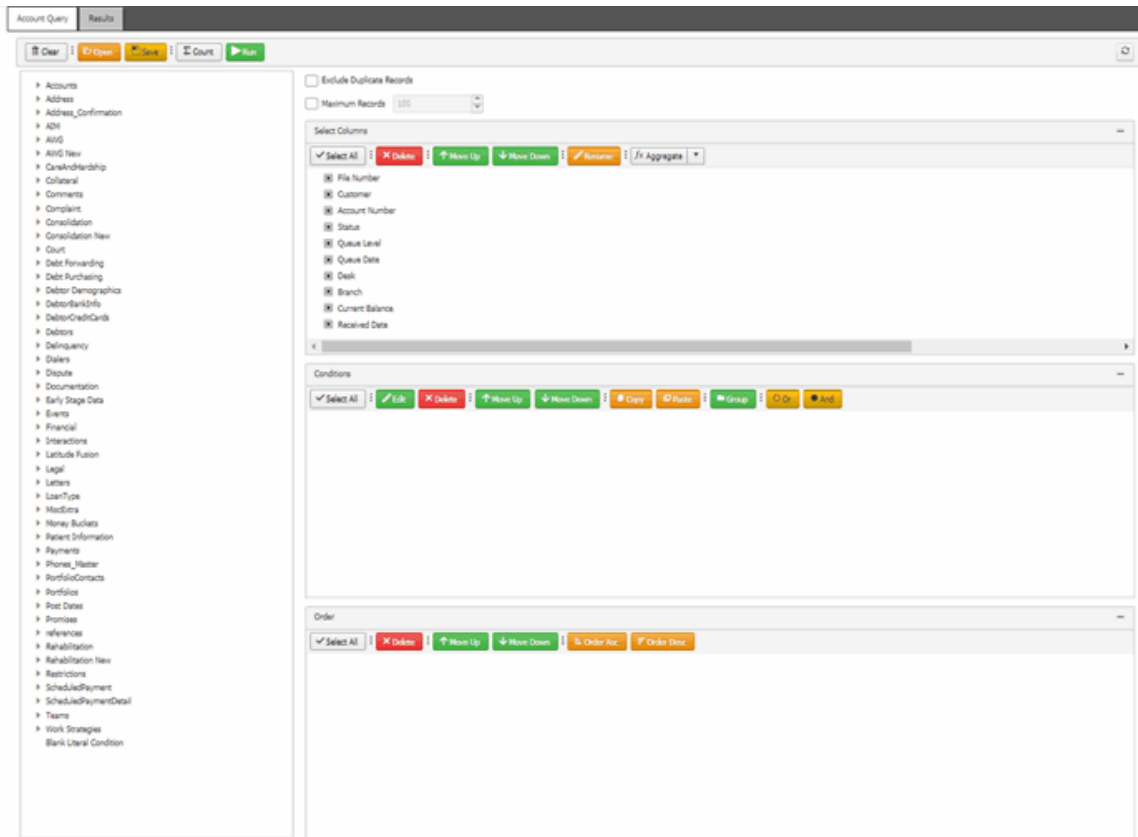 Account Query Results
Clear Open Save Count Run
Accounts
Address
Address_Confirmation
AIM
AWG
AWG New
CareAndHardship
Collateral
Comments
Complaint
Consolidation
Consolidation New
Court
Debt Forwarding
Debt Purchasing
Debtor Demographics
DebtorBankInfo
DebtorCreditCards
Debtors
Delinquency
Dialers
Dispute
Documentation
Early Stage Data
Events
Financial
Interactions
Latitude Fusion
Legal
Letters
LoanType
MiscExtra
Money Buckets
Patient Information
Payments
Phones_Master
PortfolioContacts
Portfolios
Post Dates
Promises
references
Rehabilitation
Rehabilitation New
Restrictions
ScheduledPayment
ScheduledPaymentDetail
Teams
Work Strategies
Blank Literal Condition
Exclude Duplicate Records
Maximum Records 100
Select Columns
Select All Delete Move Up Move Down Rename fx Aggregate
File Number
Customer
Account Number
Status
Queue Level
Queue Date
Desk
Branch
Current Balance
Received Date
Conditions
Select All Edit Delete Move Up Move Down Copy Paste Group Or And
Order
Select All Delete Move Up Move Down Order Asc Order Desc